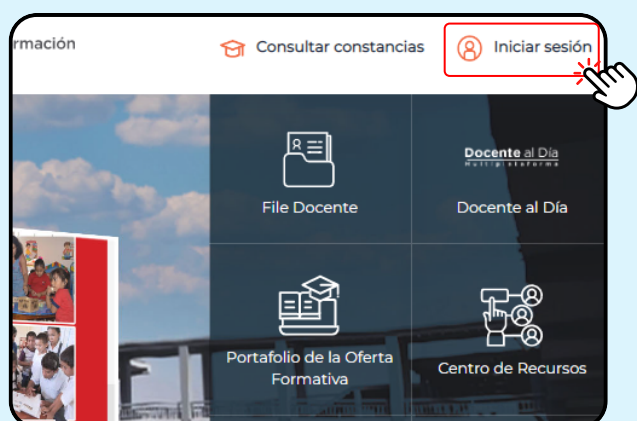 rmación
Consultar constancias
Iniciar sesión
File Docente
Docente al Día
Multiplataforma
Docente al Día
Portafolio de la Oferta
Formativa
Centro de Recursos